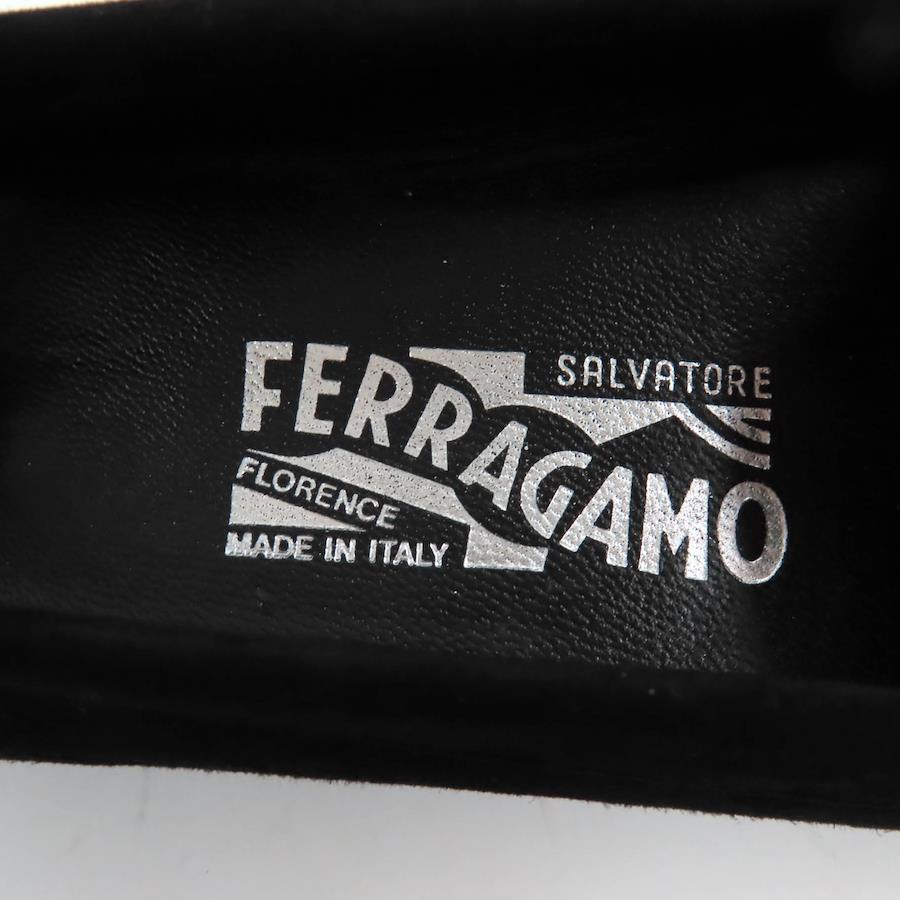 SALVATORE
FERRAGAMO
FLORENCE
MADE IN ITALY